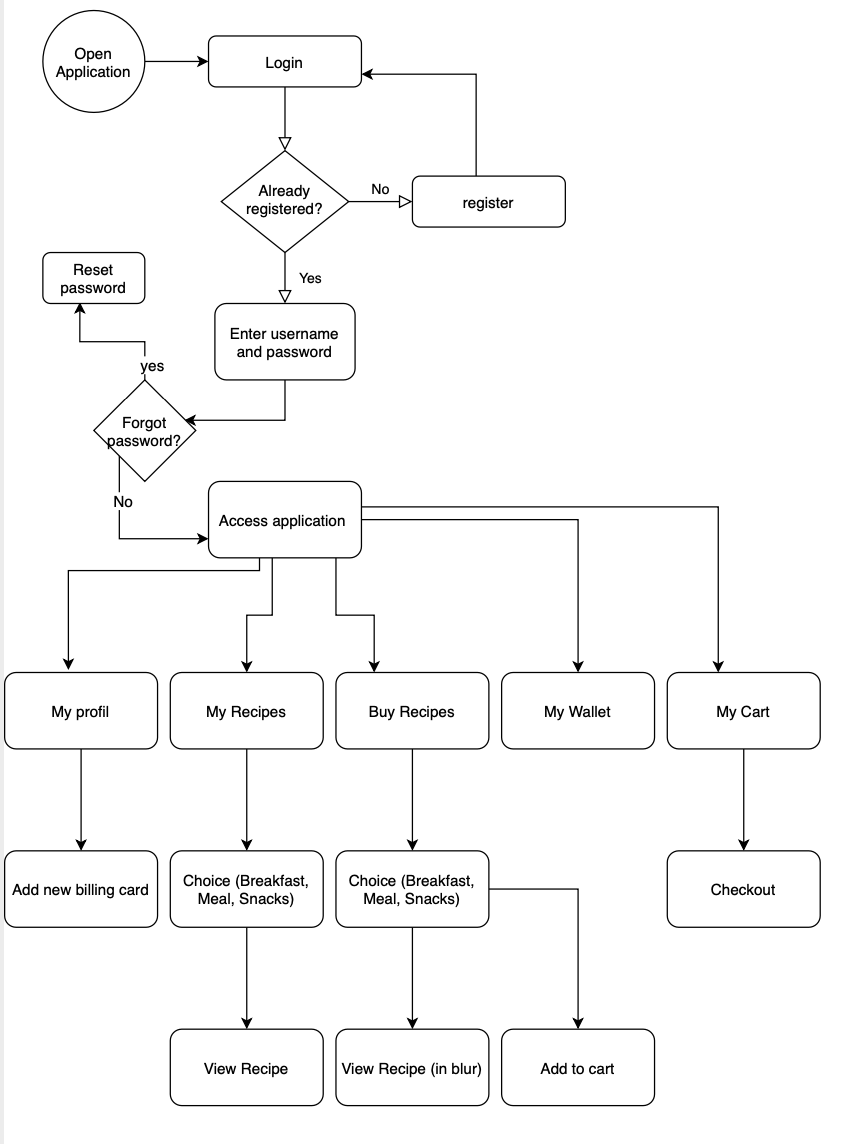 Open
Application
Login
Already
registered?
No
register
Yes
Reset
password
Enter username
and password
yes
Forgot
password?
No
Access application
My profil
My Recipes
Buy Recipes
My Wallet
My Cart
Add new billing card
Choice (Breakfast,
Meal, Snacks)
Choice (Breakfast,
Meal, Snacks)
Checkout
View Recipe
View Recipe (in blur)
Add to cart